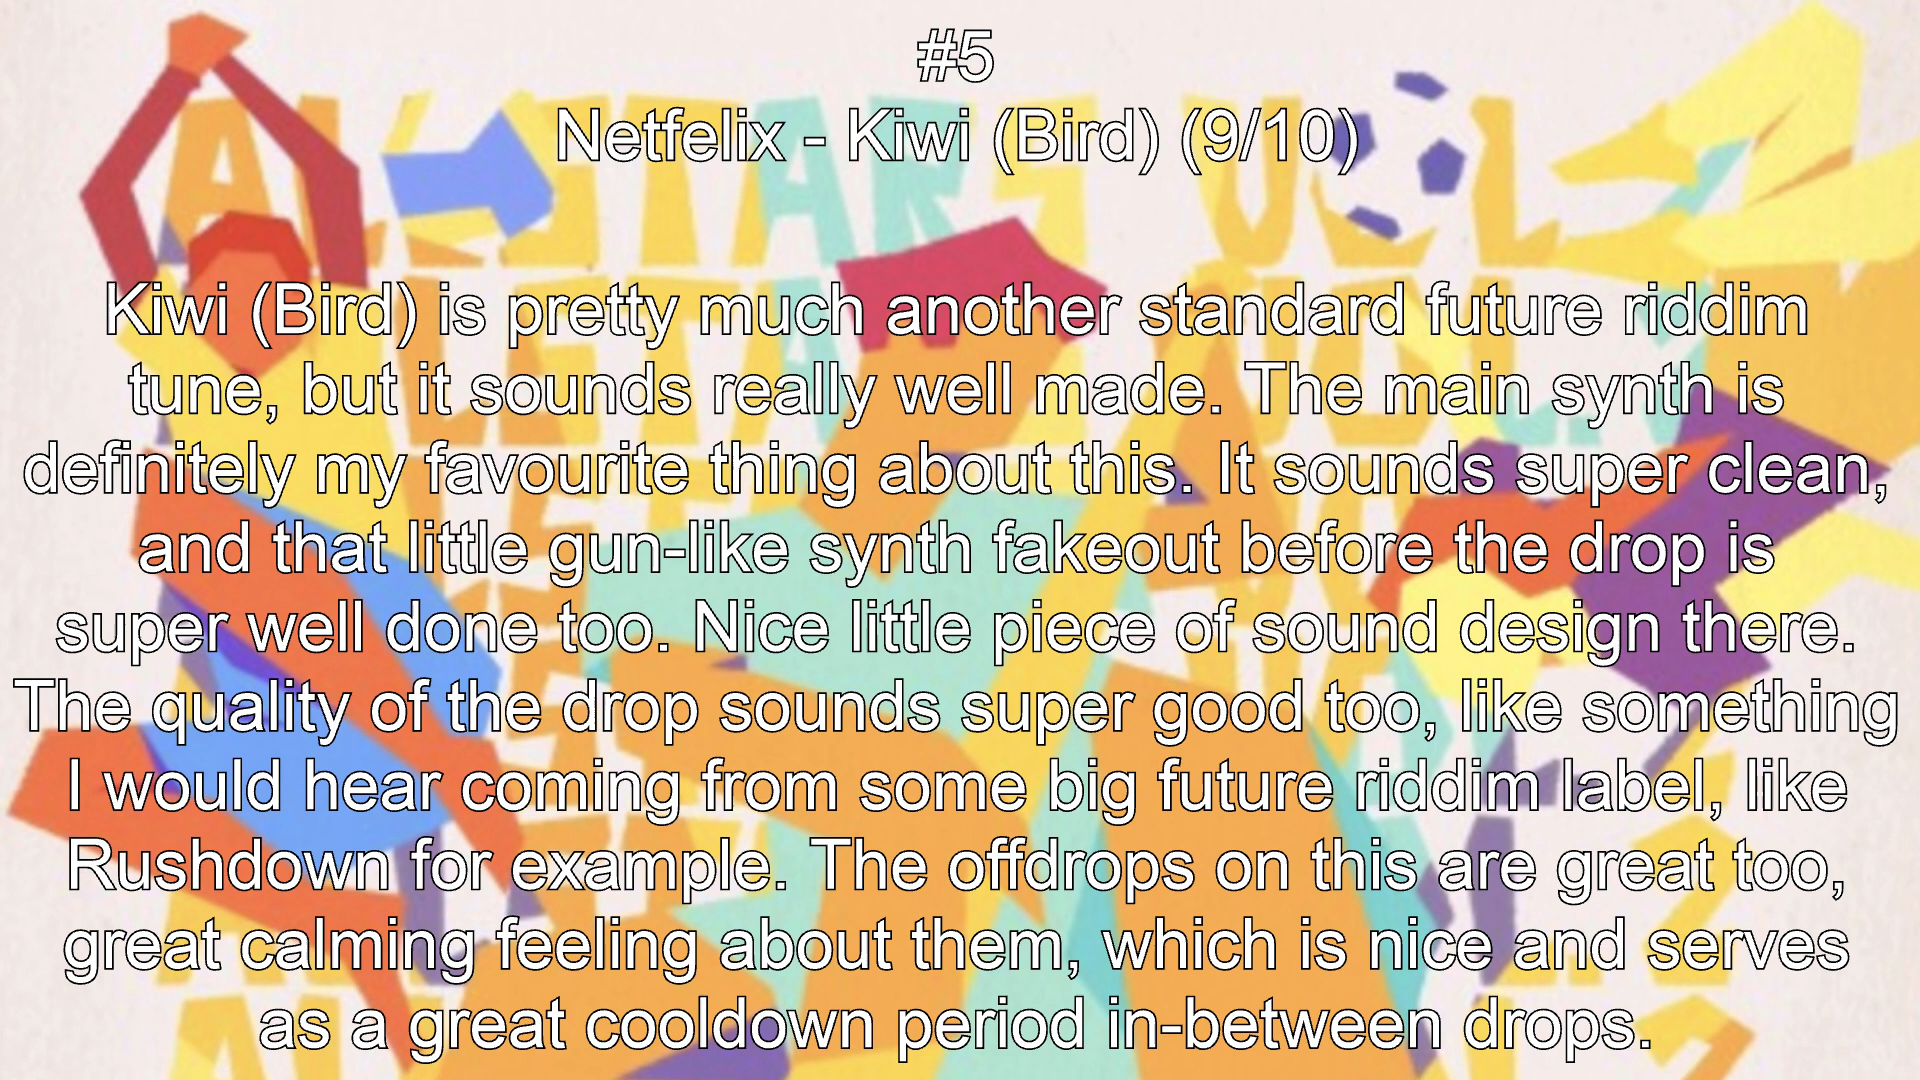 #5
Netfelix - Kiwi (Bird) (9/10)
Kiwi (Bird) is pretty much another standard future riddim
tune, but it sounds really well made. The main synth is
definitely my favourite thing about this. It sounds super clean,
and that little gun-like synth fakeout before the drop is
super well done too. Nice little piece of sound design there.
The quality of the drop sounds super good too, like something
I would hear coming from some big future riddim label, like
Rushdown for example. The offdrops on this are great too,
great calming feeling about them, which is nice and serves
as a great cooldown period in-between drops.